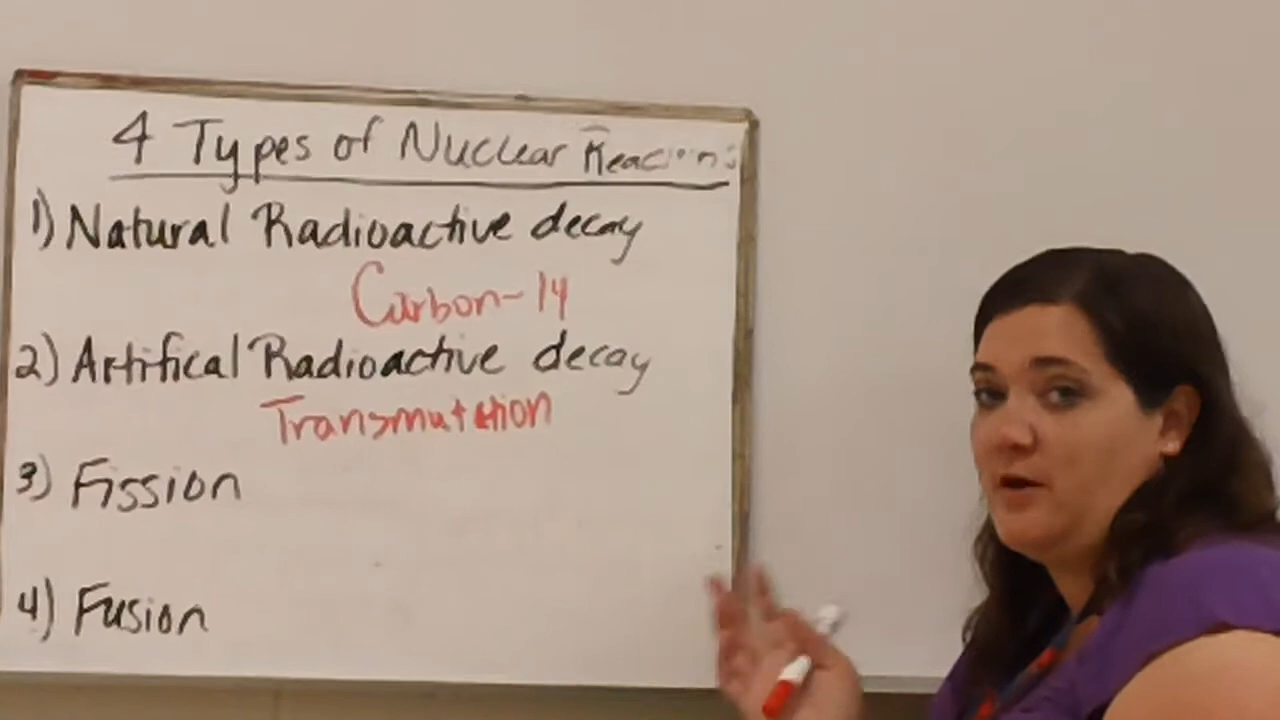 4 Types of Nuclear Reacions
1) Natural Radioactive decay
Carbon-14
2) Artifical Radioactive decay
Transmutation
3) Fission
4) Fusion